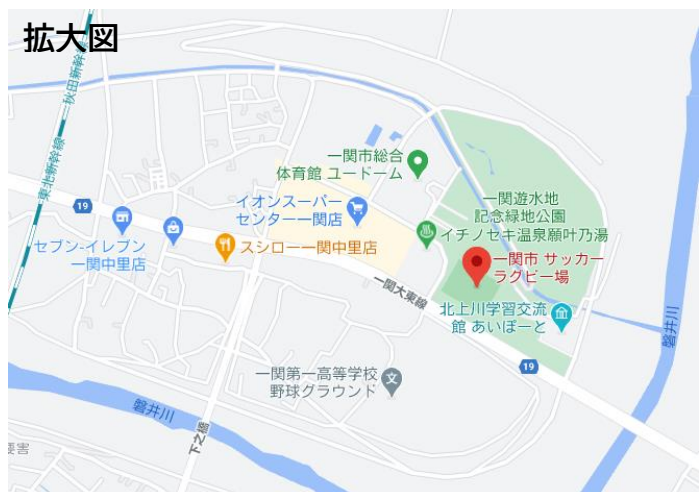 拡大図
秋田新幹線
東北新幹線
一関市総合
体育館 ユードーム
一関遊水地
記念緑地公園
イオンスーパー
センター一関店
イチノセキ温泉願叶乃湯
19
セブン-イレブン
一関中里店
スシロー一関中里店
一関市 サッカー
ラグビー場
一関大東線
北上川学習交流
館 あいぽーと
磐井川
19
一関第一高等学校
野球グラウンド
磐井川
下之橋
要害